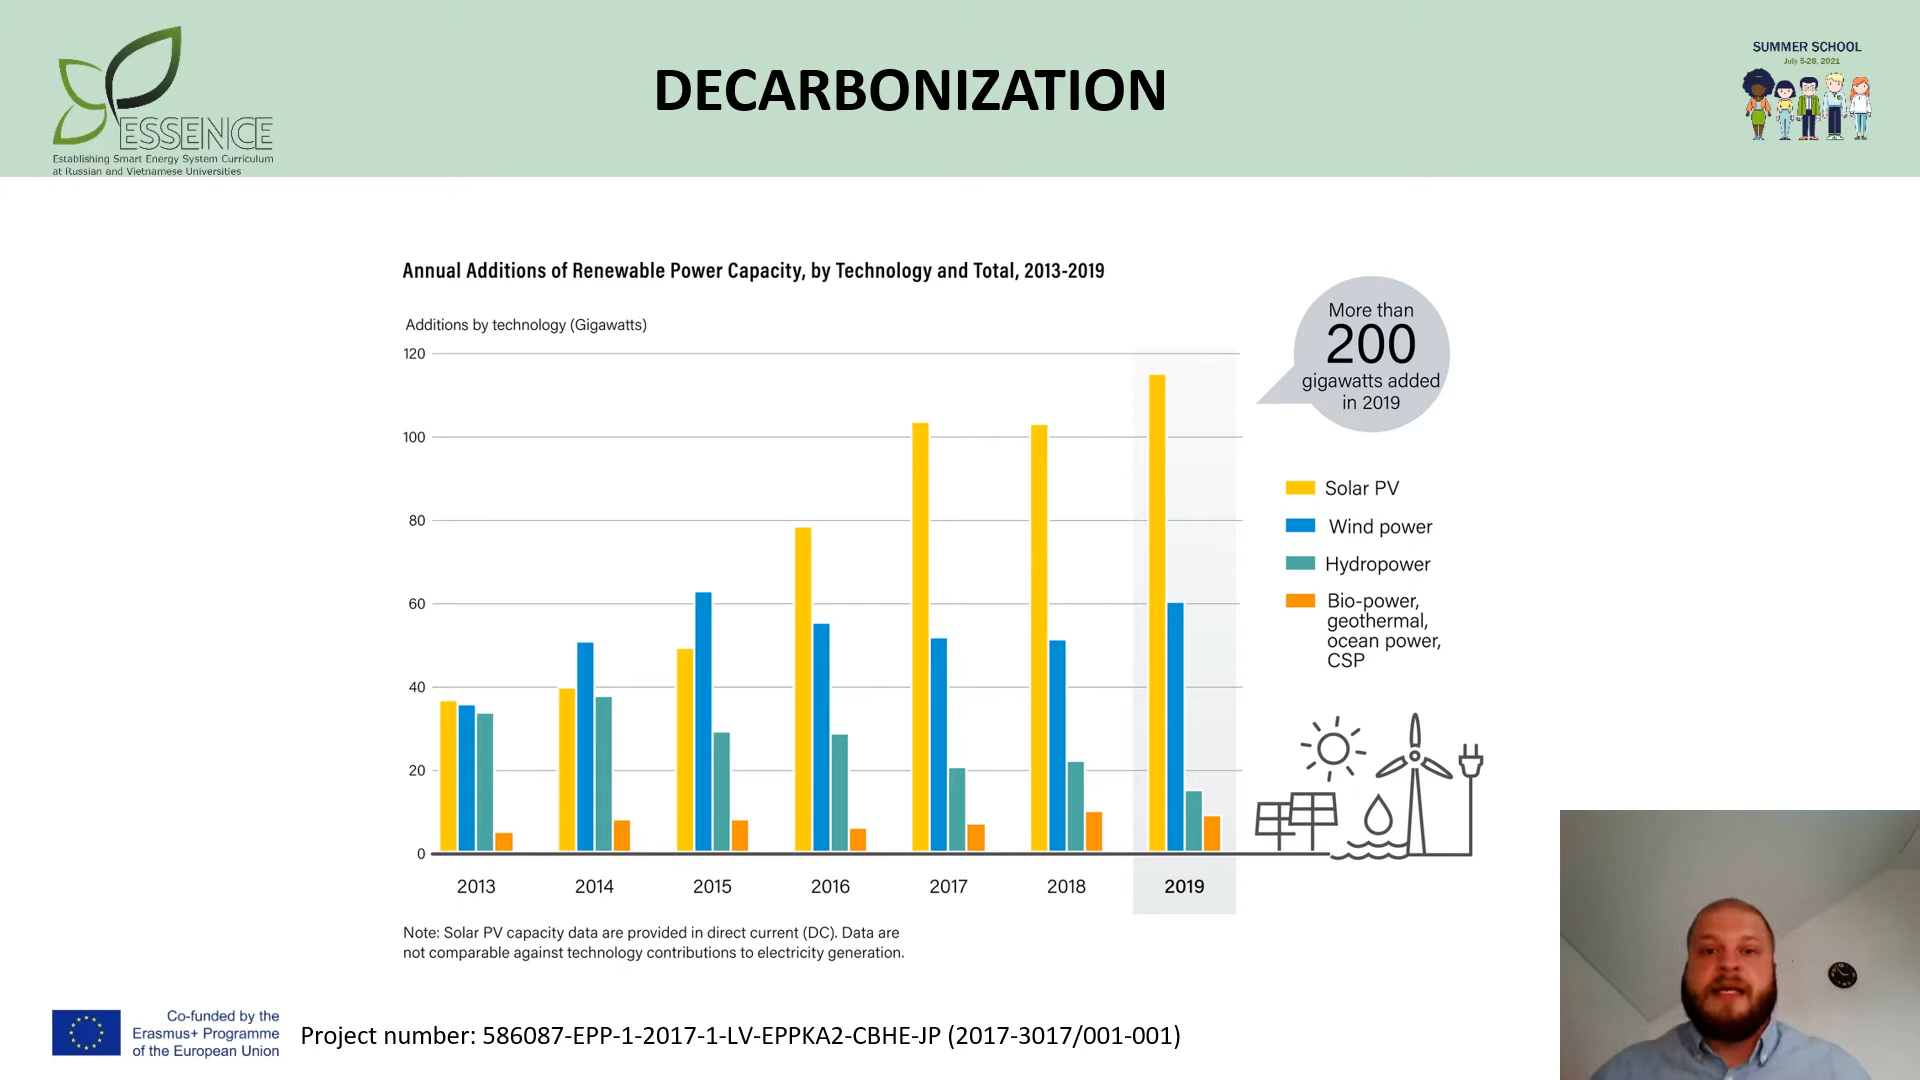 DECARBONIZATION
ESSENCE
Establishing Smart Energy System Curriculum
at Russian and Vietnamese Universities
SUMMER SCHOOL
July 5-28, 2021
Annual Additions of Renewable Power Capacity, by Technology and Total, 2013-2019
Additions by technology (Gigawatts)
120
100
80
60
40
20
0
2013
2014
2015
2016
2017
2018
2019
More than
200
gigawatts added
in 2019
Solar PV
Wind power
Hydropower
Bio-power,
geothermal,
ocean power,
CSP
Note: Solar PV capacity data are provided in direct current (DC). Data are
not comparable against technology contributions to electricity generation.
Co-funded by the
Erasmus+ Programme
of the European Union
Project number: 586087-EPP-1-2017-1-LV-EPPKA2-CBHE-JP (2017-3017/001-001)